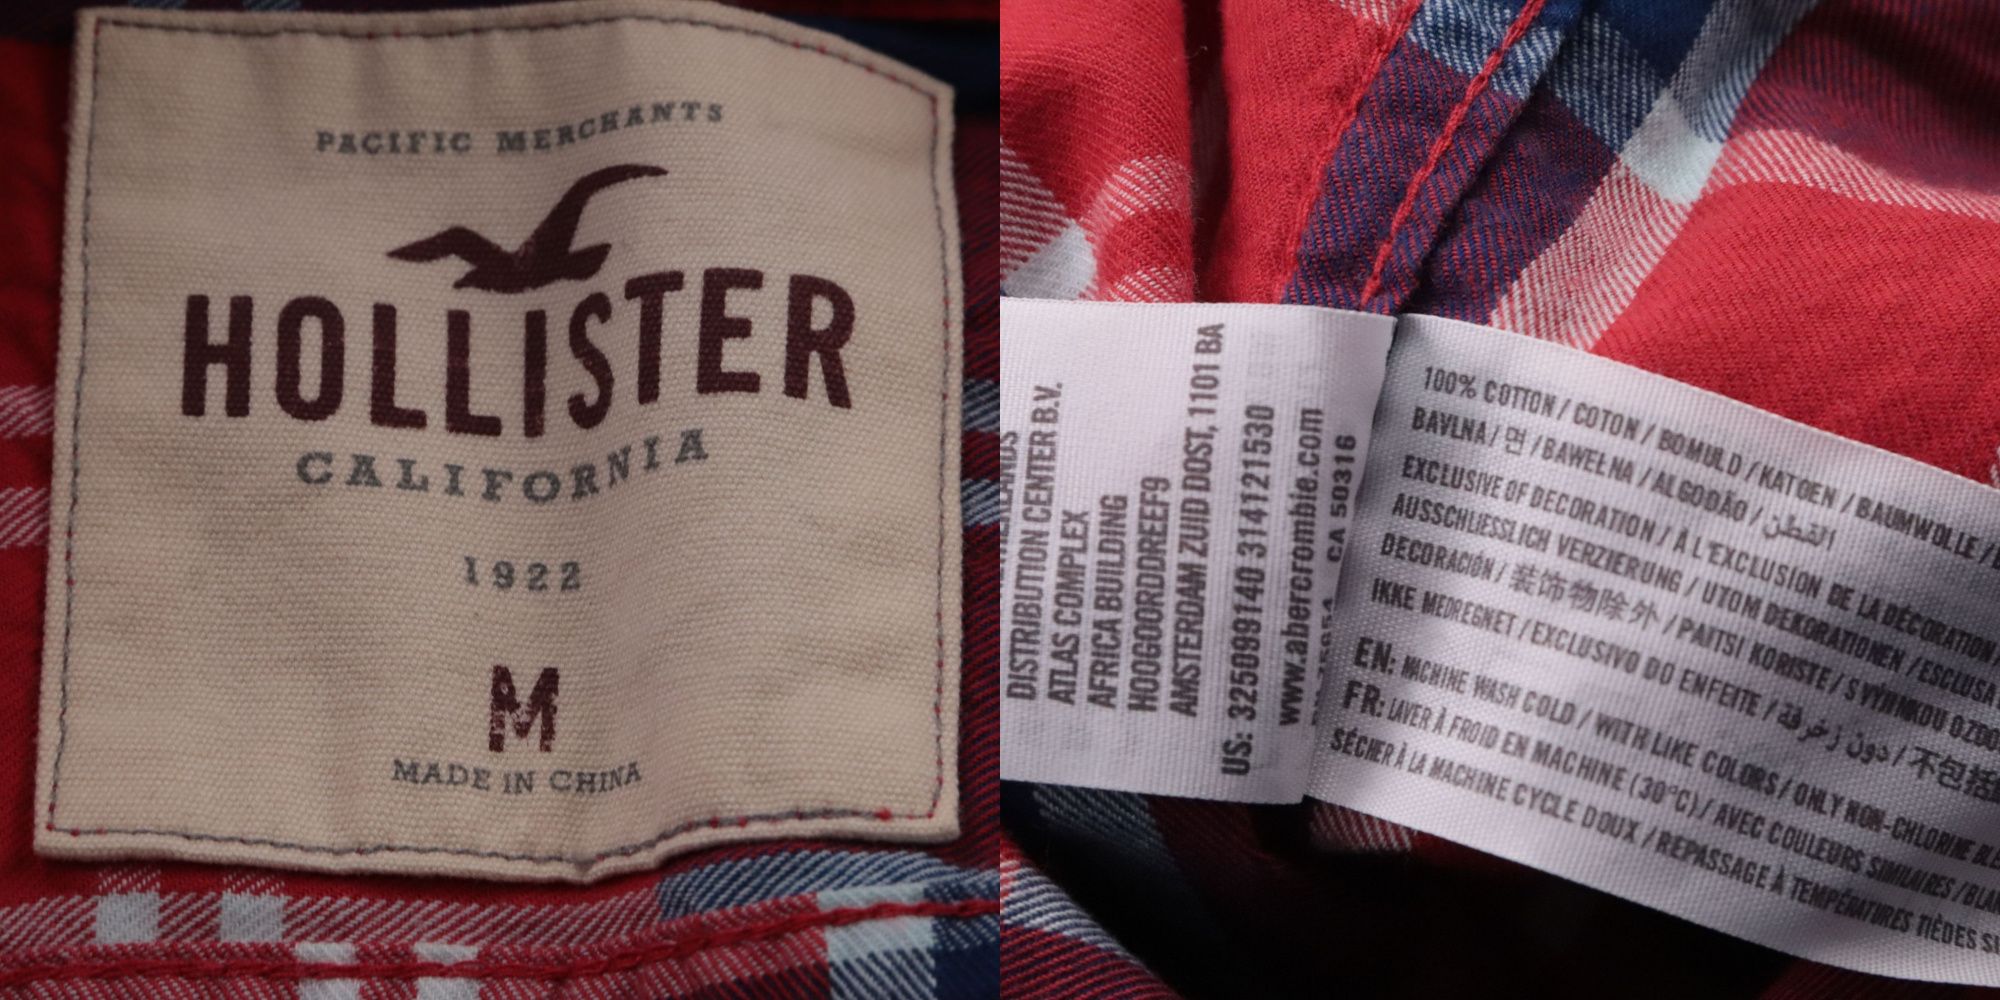 PACIFIC MERCHANTS
HOLLISTER
CALIFORNIA
1922
M
MADE IN CHINA
DISTRIBUTION CENTER B.V.
ATLAS COMPLEX
AFRICA BUILDING
HOOGOORDDREEF9
AMSTERDAM ZUID DOST, 1101 BA
US: 325099140 314121530
www.abercrombie.com
CA 50316
100% COTTON / COTON / BOMULD / KATOEN / BAUMWOLLE /
BAVLNA / 면 / BAWEŁNA / ALGODÃO / القطن
EXCLUSIVE OF DECORATION / À L'EXCLUSION DE LA DÉCORATION /
AUSSCHLIESSLICH VERZIERUNG / UTOM DEKORATIONEN / ESCLUSA
DECORACIÓN / 装饰物除外 / PAITSI KORISTE / S VÝJIMKOU OZDOB
IKKE MEDREGNET / EXCLUSIVO DO ENFEITE / دون زخرفة / 不包括
EN: MACHINE WASH COLD / WITH LIKE COLORS / ONLY NON-CHLORINE
FR: LAVER À FROID EN MACHINE (30°C) / AVEC COULEURS SIMILAIRES /
SÉCHER À LA MACHINE CYCLE DOUX / REPASSAGE À TEMPÉRATURES TIÈDES